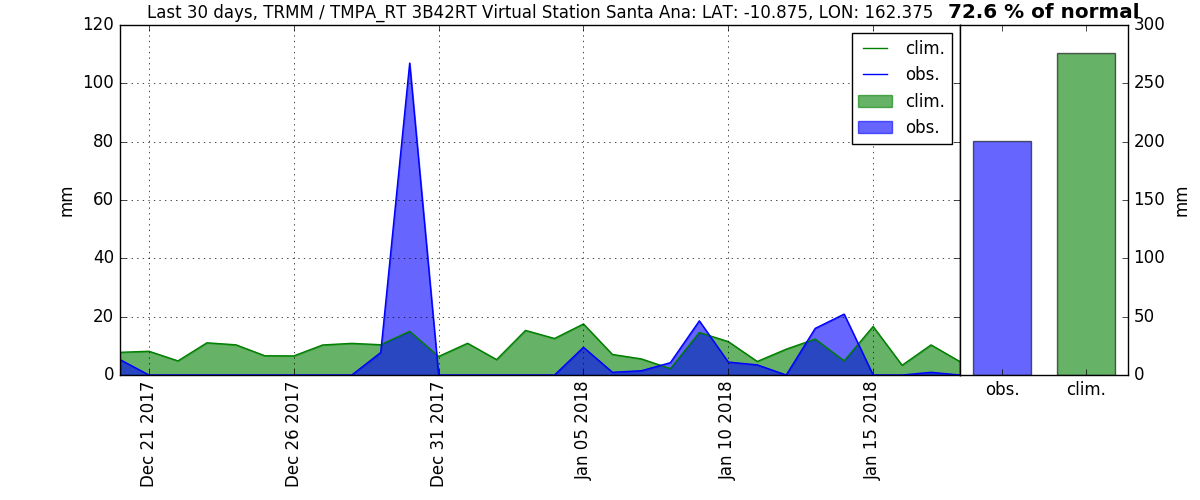 Last 30 days, TRMM / TMPA_RT 3B42RT Virtual Station Santa Ana: LAT: -10.875, LON: 162.375
72.6 % of normal
120
100
80
60
40
20
0
mm
clim.
obs.
clim.
obs.
Dec 21 2017
Dec 26 2017
Dec 31 2017
Jan 05 2018
Jan 10 2018
Jan 15 2018
300
250
200
150
100
50
0
mm
obs.
clim.